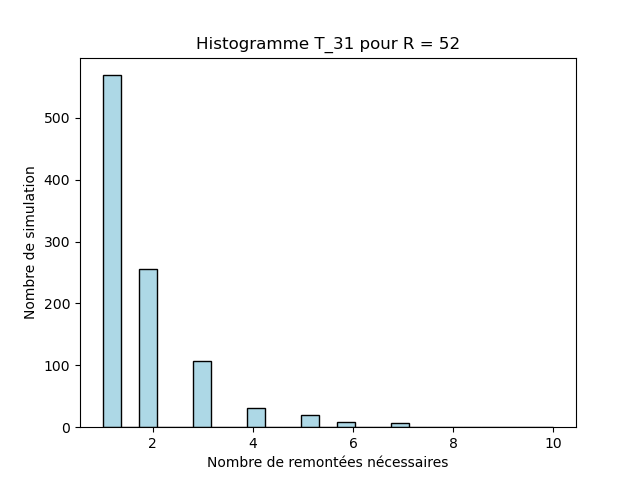 Histogramme T_31 pour R = 52
500
400
300
200
100
0
Nombre de simulation
2 4 6 8 10
Nombre de remontées nécessaires